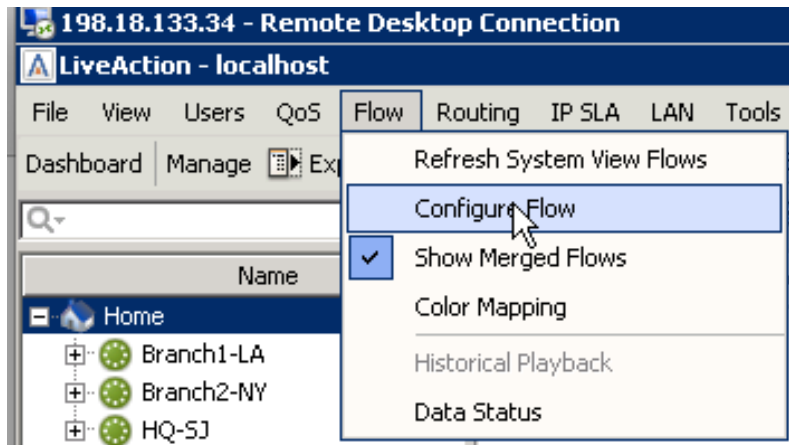 198.18.133.34 - Remote Desktop Connection
LiveAction - localhost
File View Users QoS Flow Routing IP SLA LAN Tools
Dashboard Manage Exp
Refresh System View Flows
Configure Flow
Show Merged Flows
Color Mapping
Historical Playback
Data Status
Name
Home
Branch1-LA
Branch2-NY
HQ-SJ